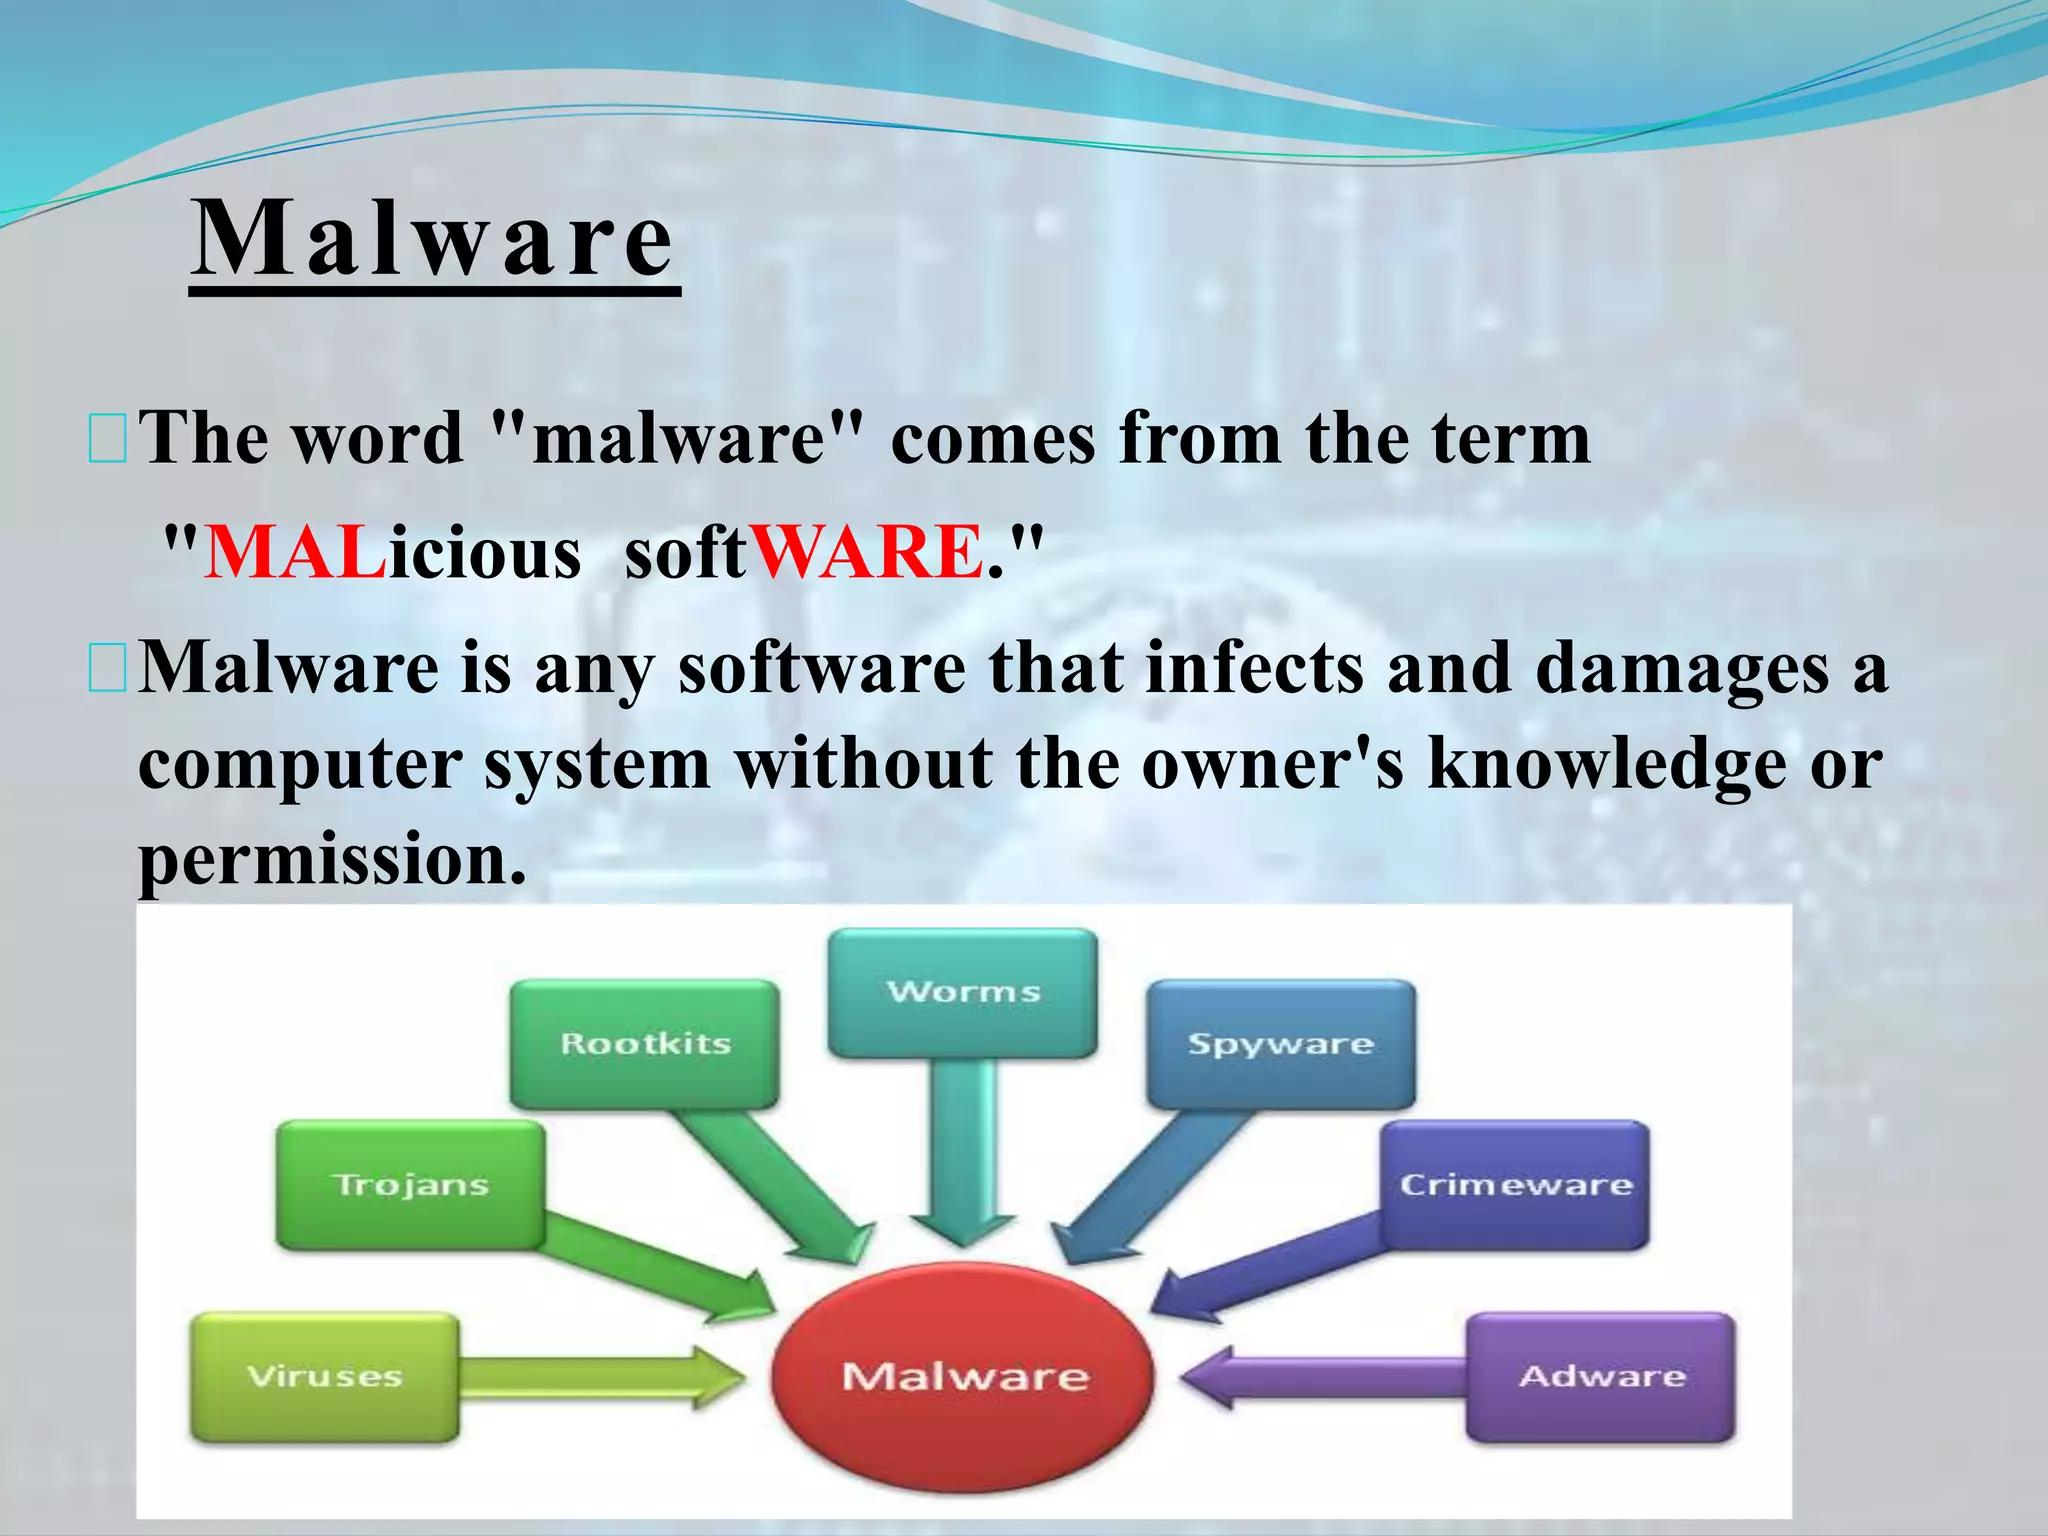 Malware
The word "malware" comes from the term
"MALicious softWARE."
Malware is any software that infects and damages a
computer system without the owner's knowledge or
permission.
Worms
Rootkits
Spyware
Trojans
Crimeware
Viruses
Malware
Adware